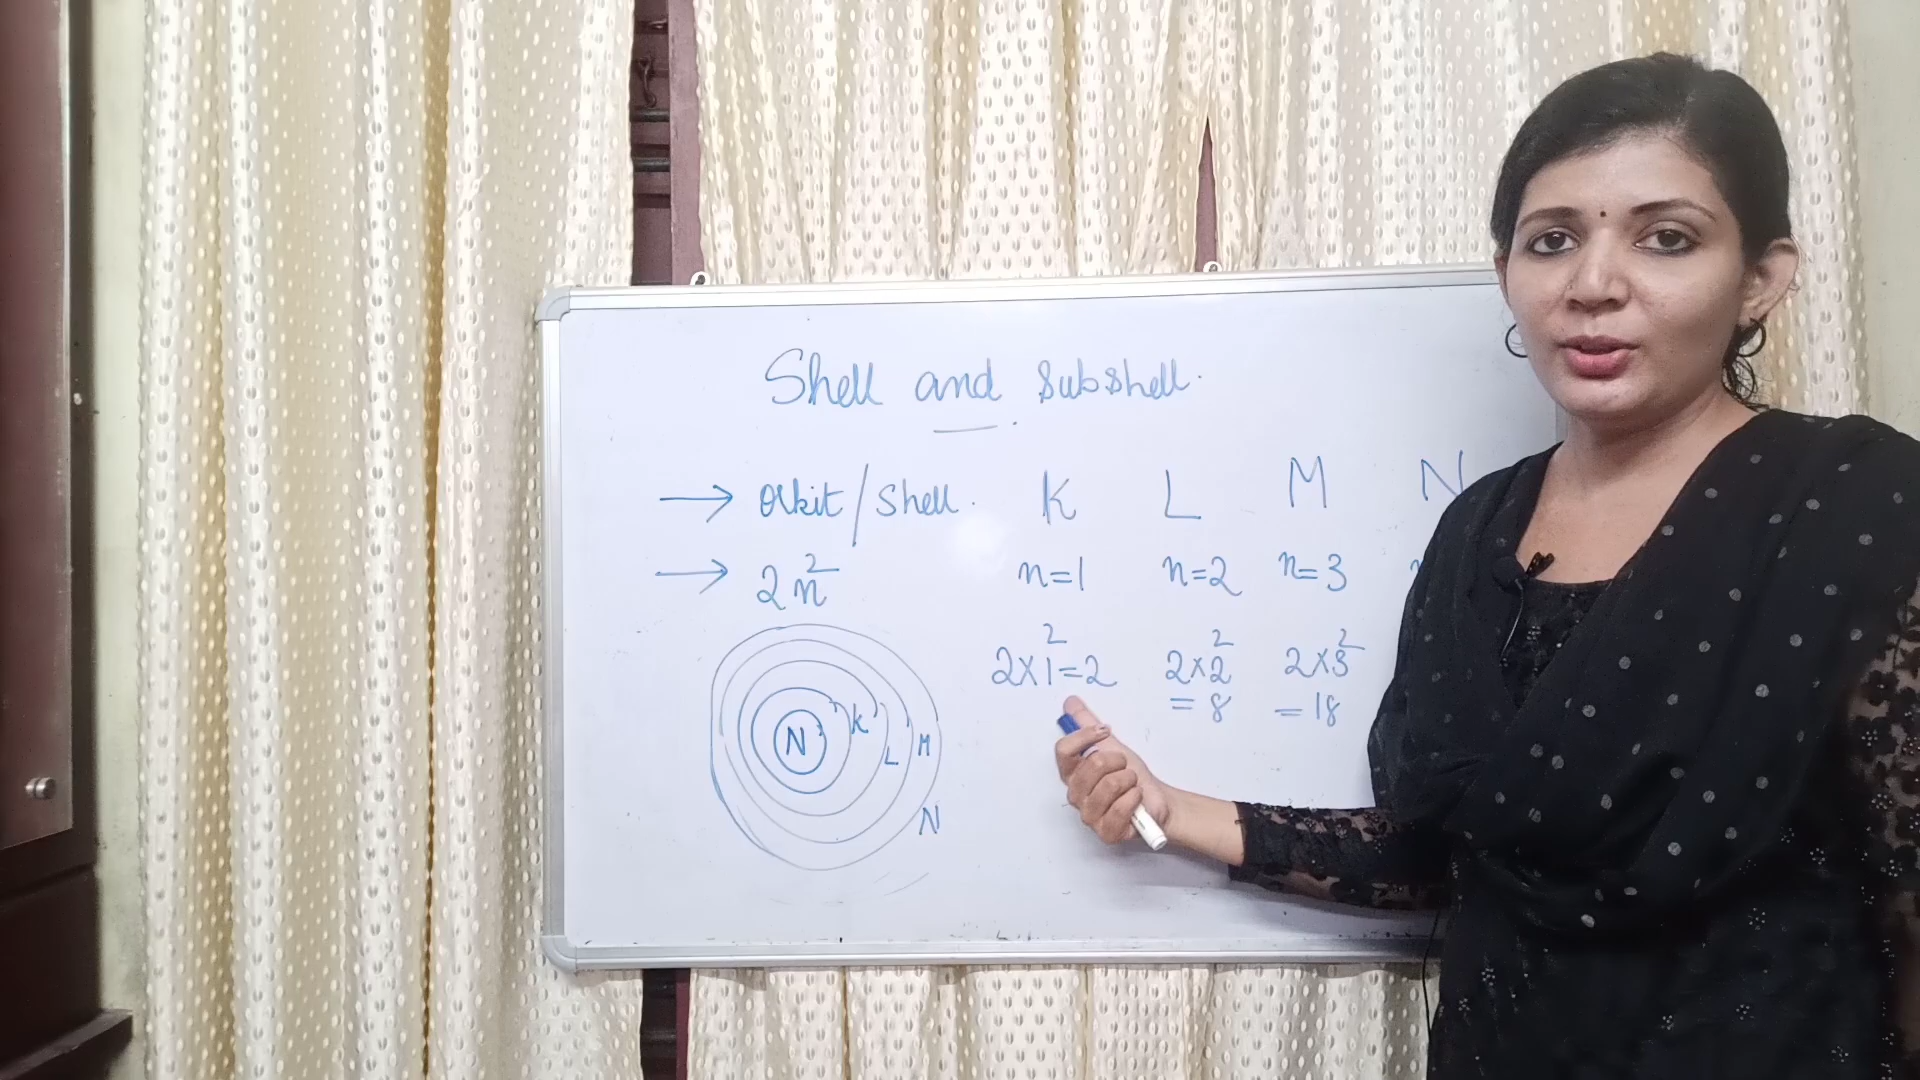 Shell and Subshell.
→ Orbit / Shell. K L M N
→ 2n² n=1 n=2 n=3
2×1²=2 2×2² 2×3²
= 8 = 18
N K L M
N